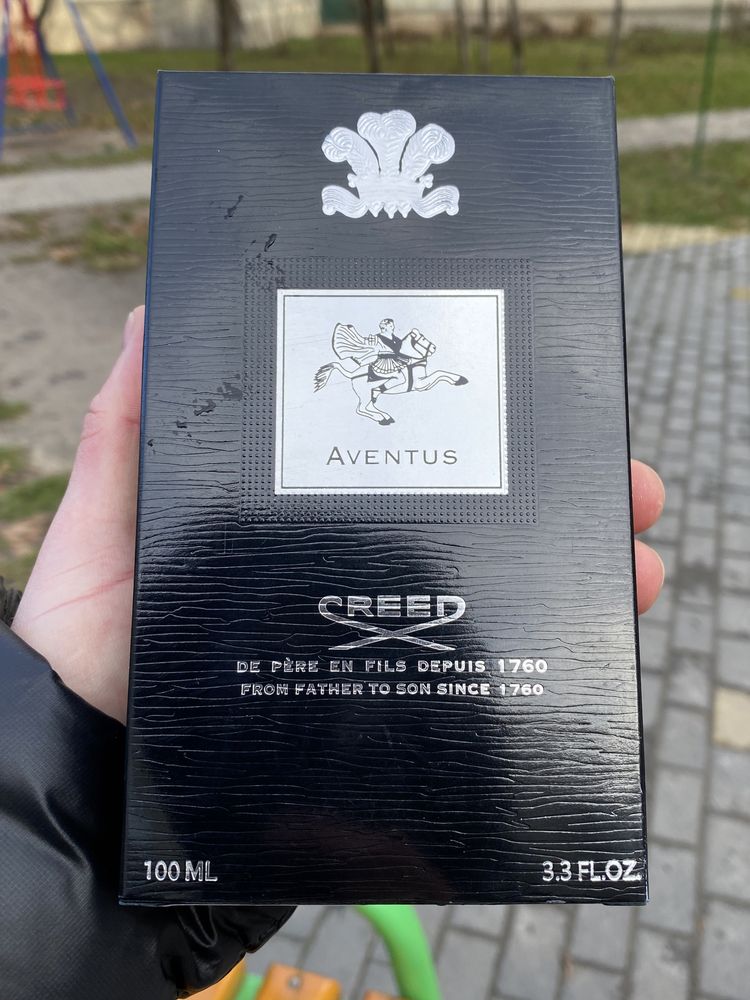 AVENTUS
CREED
DE PÈRE EN FILS DEPUIS 1760
FROM FATHER TO SON SINCE 1760
100 ML
3.3 FL.OZ.